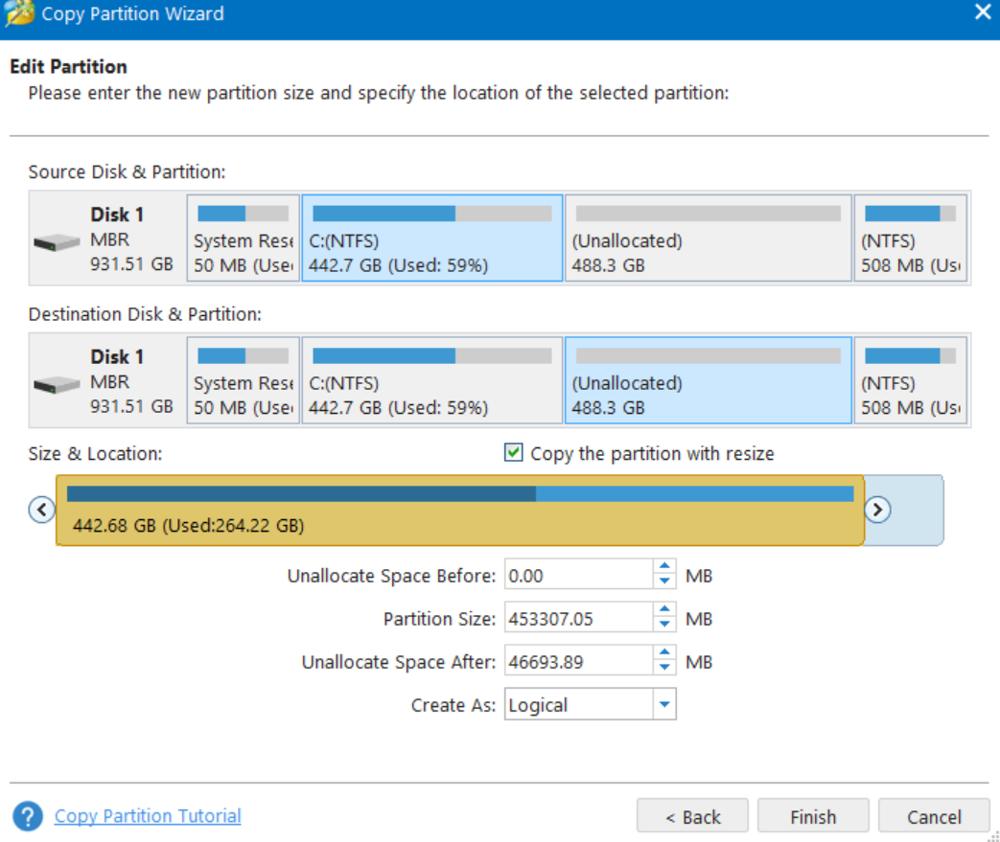 Copy Partition Wizard
Edit Partition
Please enter the new partition size and specify the location of the selected partition:
Source Disk & Partition:
Disk 1
MBR
931.51 GB
System Rese
50 MB (Use
C:(NTFS)
442.7 GB (Used: 59%)
(Unallocated)
488.3 GB
(NTFS)
508 MB (Us
Destination Disk & Partition:
Disk 1
MBR
931.51 GB
System Rese
50 MB (Use
C:(NTFS)
442.7 GB (Used: 59%)
(Unallocated)
488.3 GB
(NTFS)
508 MB (Us
Size & Location:
Copy the partition with resize
442.68 GB (Used:264.22 GB)
Unallocate Space Before: 0.00 MB
Partition Size: 453307.05 MB
Unallocate Space After: 46693.89 MB
Create As: Logical
? Copy Partition Tutorial
< Back Finish Cancel